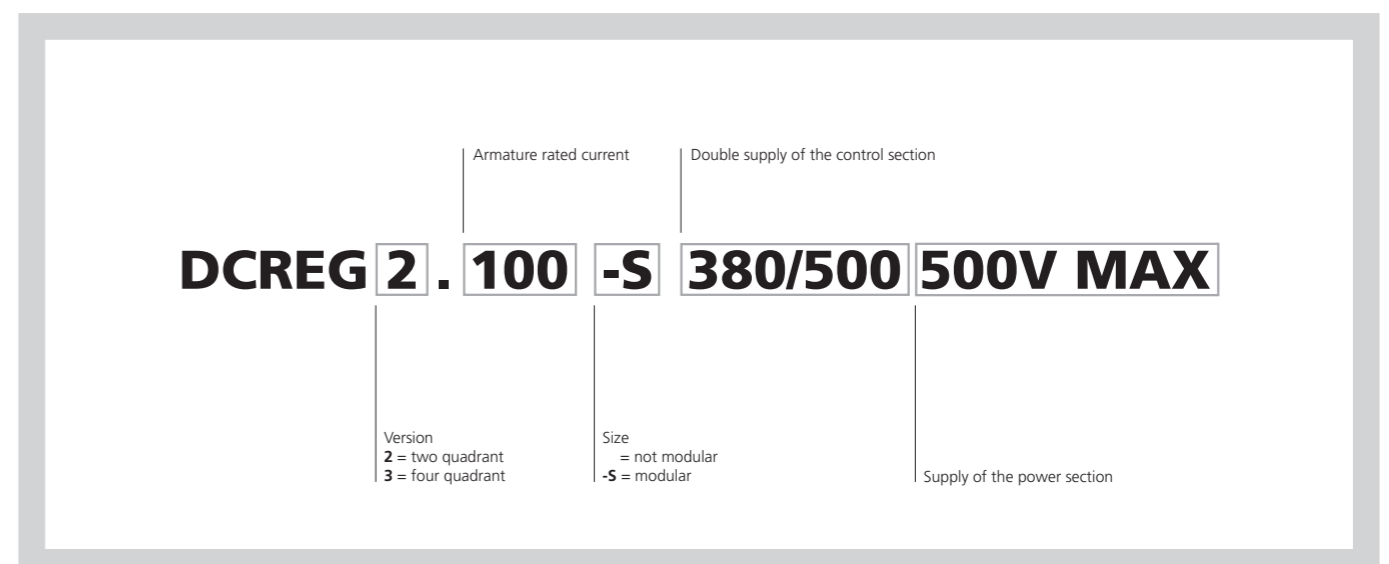 Armature rated current
Double supply of the control section
DCREG 2 . 100 -S 380/500 500V MAX
Version
2 = two quadrant
3 = four quadrant
Size
= not modular
-S = modular
Supply of the power section